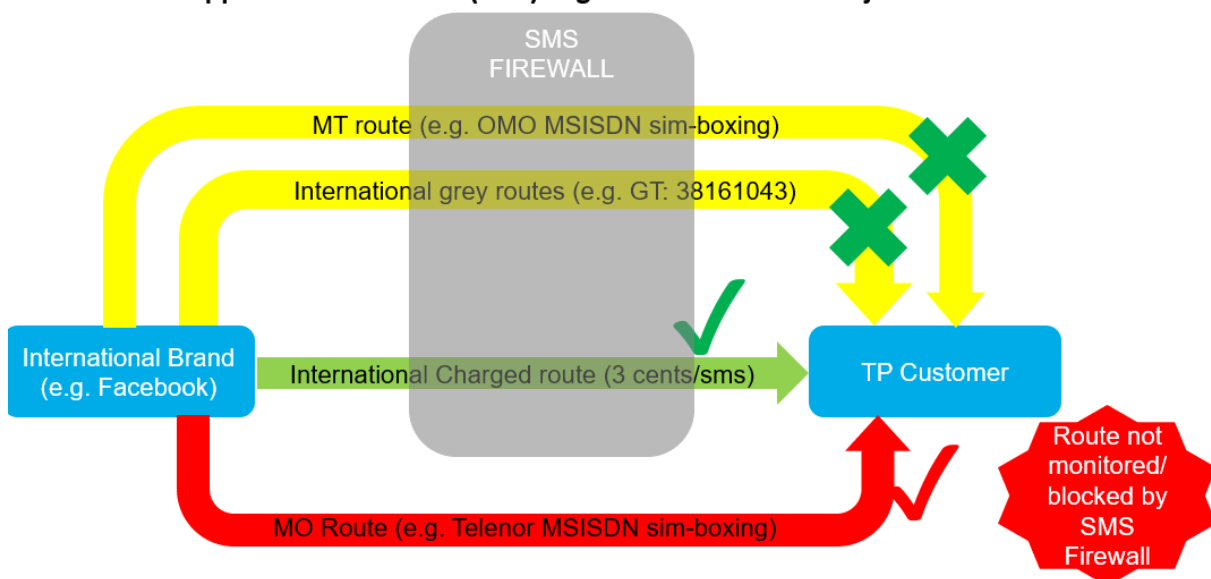 SMS
FIREWALL
MT route (e.g. OMO MSISDN sim-boxing)
International grey routes (e.g. GT: 38161043)
International Brand
(e.g. Facebook)
International Charged route (3 cents/sms)
TP Customer
Route not
monitored/
blocked by
SMS
Firewall
MO Route (e.g. Telenor MSISDN sim-boxing)